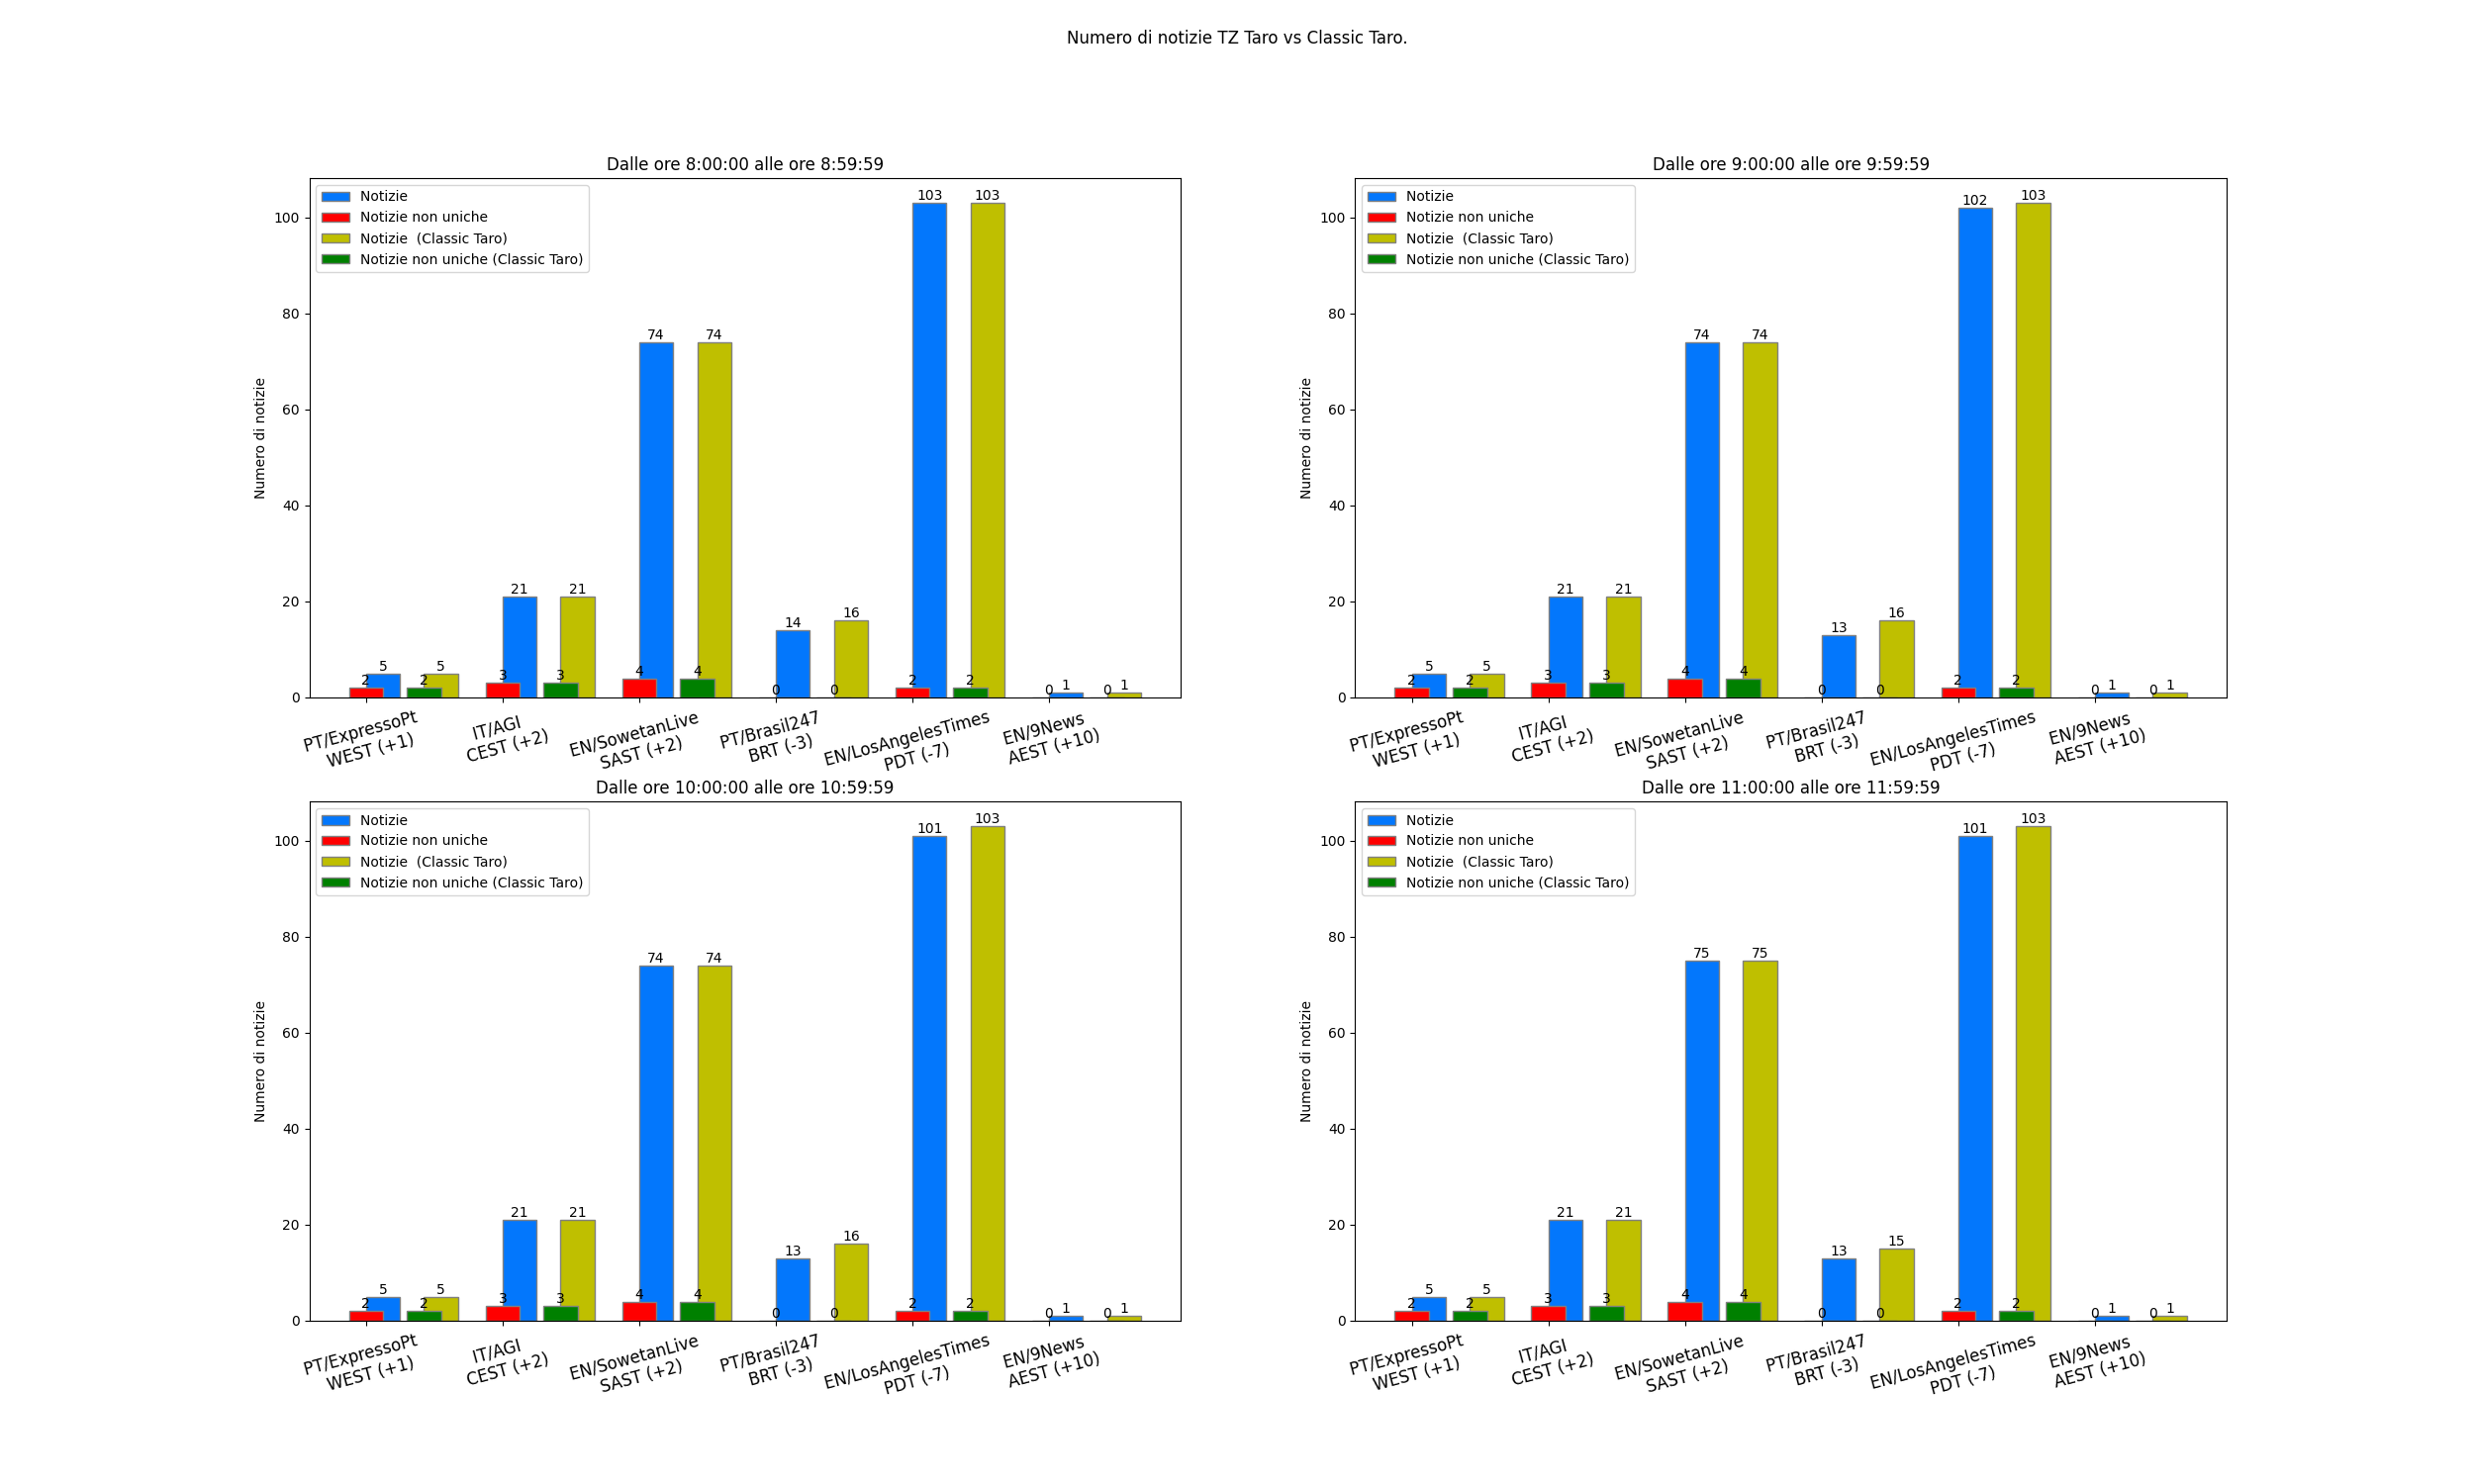 Numero di notizie TZ Taro vs Classic Taro.
Dalle ore 8:00:00 alle ore 8:59:59
Notizie
Notizie non uniche
Notizie  (Classic Taro)
Notizie non uniche (Classic Taro)
Numero di notizie
100
80
60
40
20
0
2 5 2 5
3 21 3 21
4 74 4 74
0 14 0 16
2 103 2 103
0 1 0 1
PT/ExpressoPt
WEST (+1)
IT/AGI
CEST (+2)
EN/SowetanLive
SAST (+2)
PT/Brasil247
BRT (-3)
EN/LosAngelesTimes
PDT (-7)
EN/9News
AEST (+10)
Dalle ore 9:00:00 alle ore 9:59:59
Notizie
Notizie non uniche
Notizie  (Classic Taro)
Notizie non uniche (Classic Taro)
Numero di notizie
100
80
60
40
20
0
2 5 2 5
3 21 3 21
4 74 4 74
0 13 0 16
2 102 2 103
0 1 0 1
PT/ExpressoPt
WEST (+1)
IT/AGI
CEST (+2)
EN/SowetanLive
SAST (+2)
PT/Brasil247
BRT (-3)
EN/LosAngelesTimes
PDT (-7)
EN/9News
AEST (+10)
Dalle ore 10:00:00 alle ore 10:59:59
Notizie
Notizie non uniche
Notizie  (Classic Taro)
Notizie non uniche (Classic Taro)
Numero di notizie
100
80
60
40
20
0
2 5 2 5
3 21 3 21
4 74 4 74
0 13 0 16
2 101 2 103
0 1 0 1
PT/ExpressoPt
WEST (+1)
IT/AGI
CEST (+2)
EN/SowetanLive
SAST (+2)
PT/Brasil247
BRT (-3)
EN/LosAngelesTimes
PDT (-7)
EN/9News
AEST (+10)
Dalle ore 11:00:00 alle ore 11:59:59
Notizie
Notizie non uniche
Notizie  (Classic Taro)
Notizie non uniche (Classic Taro)
Numero di notizie
100
80
60
40
20
0
2 5 2 5
3 21 3 21
4 75 4 75
0 13 0 15
2 101 2 103
0 1 0 1
PT/ExpressoPt
WEST (+1)
IT/AGI
CEST (+2)
EN/SowetanLive
SAST (+2)
PT/Brasil247
BRT (-3)
EN/LosAngelesTimes
PDT (-7)
EN/9News
AEST (+10)